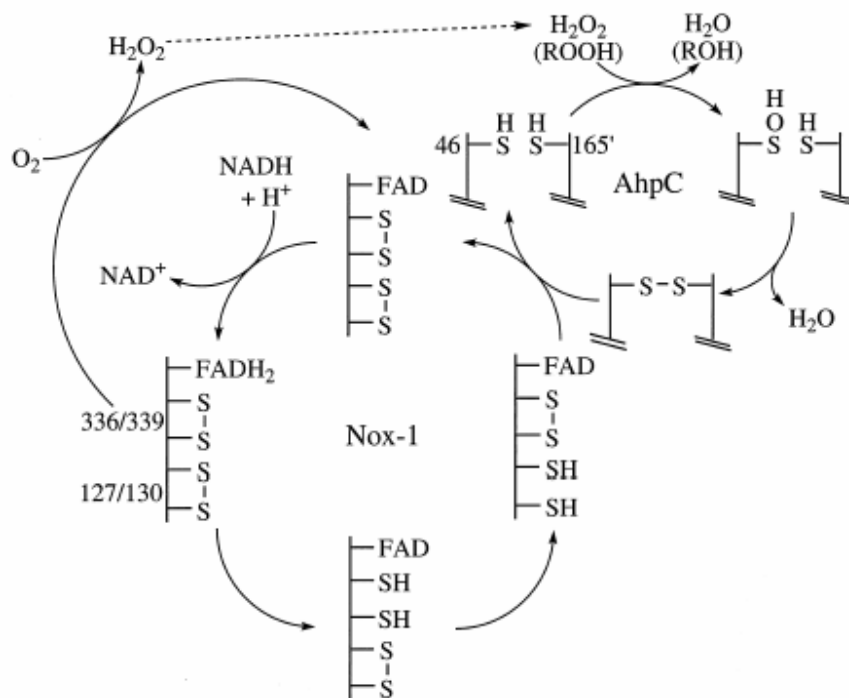 H₂O₂
H₂O₂
(ROOH)
H₂O
(ROH)
O₂
NADH
+ H⁺
NAD⁺
FAD
S
S
S
S
46
H H
S S
165'
AhpC
H
O H
S S
S-S
H₂O
FADH₂
336/339
S
S
127/130
S
S
Nox-1
FAD
S
S
SH
SH
FAD
SH
SH
S
S